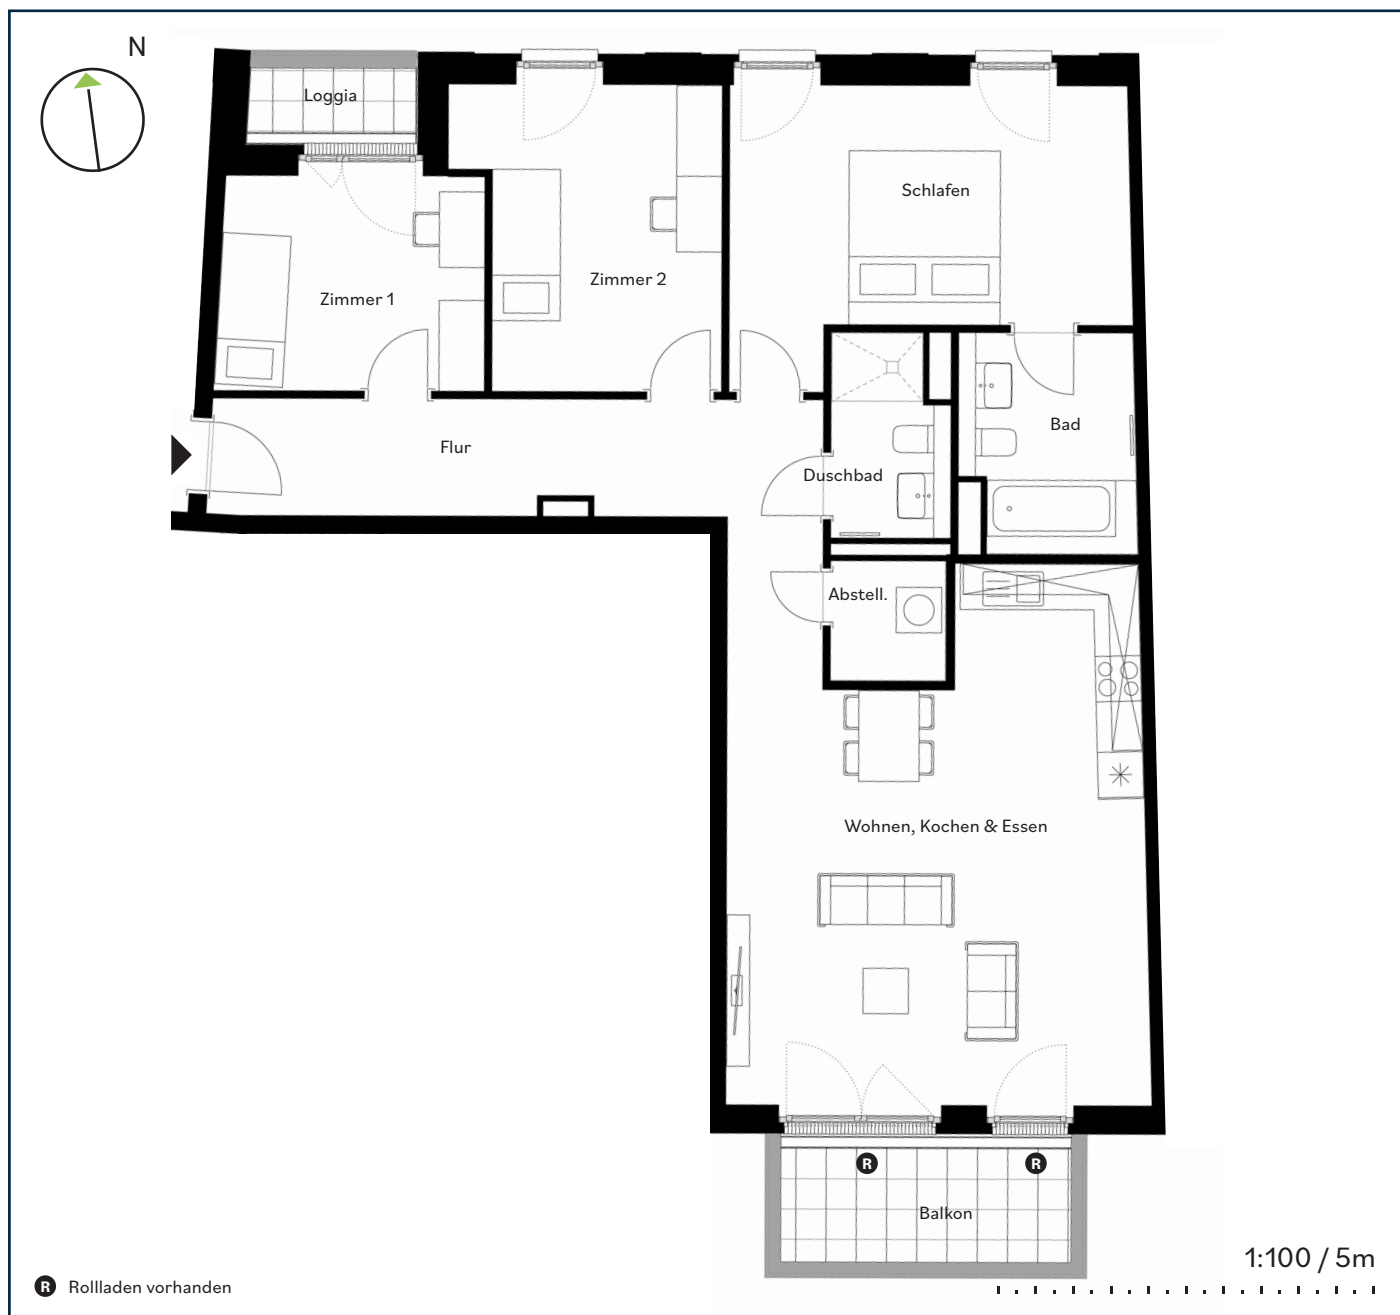 N
Loggia
Schlafen
Zimmer 2
Zimmer 1
Bad
Flur
Duschbad
Abstell.
Wohnen, Kochen & Essen
R
R
Balkon
1:100 / 5m
R Rollladen vorhanden